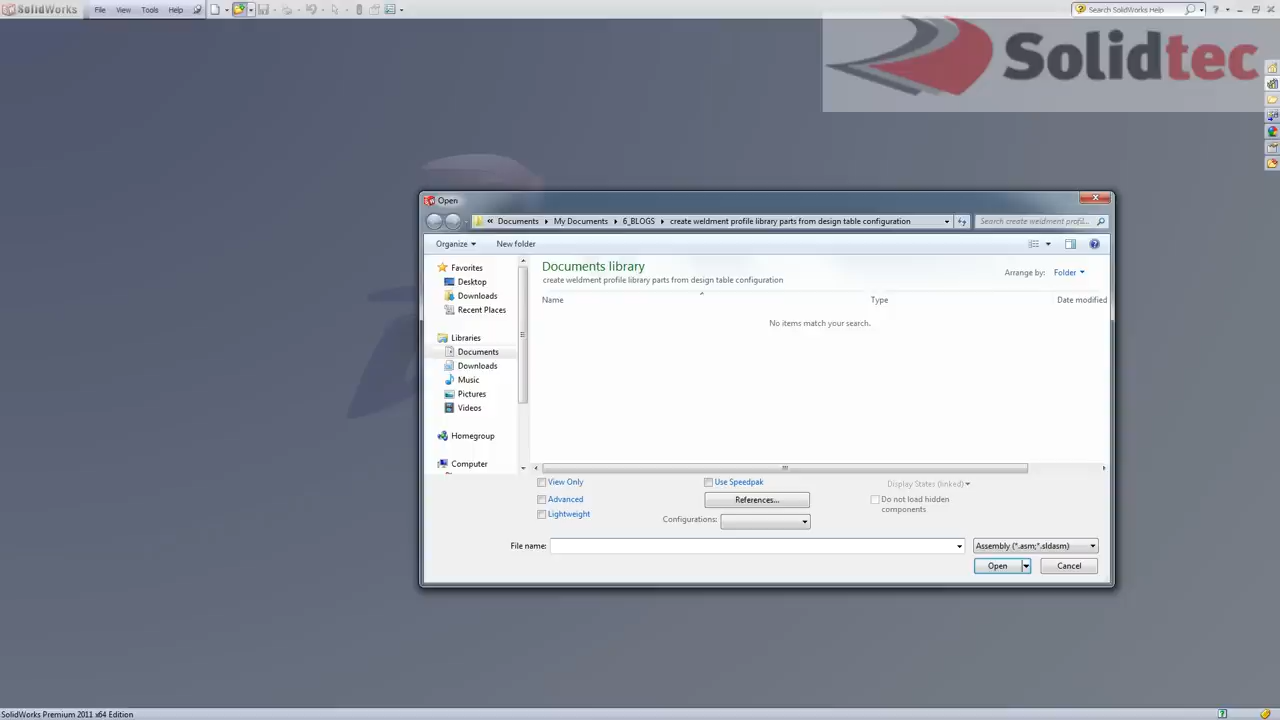 SolidWorks File View Tools Help Search SolidWorks Help
Solidtec
Open
« Documents My Documents 6_BLOGS create weldment profile library parts from design table configuration Search create weldment profil...
Organize New folder
Favorites
Desktop
Downloads
Recent Places
Libraries
Documents
Downloads
Music
Pictures
Videos
Homegroup
Computer
Documents library
create weldment profile library parts from design table configuration
Arrange by: Folder
Name Type Date modified
No items match your search.
View Only Use Speedpak Display States (linked)
Advanced References... Do not load hidden components
Lightweight Configurations:
File name: Assembly (*.asm;*.sldasm)
Open Cancel
SolidWorks Premium 2011 x64 Edition